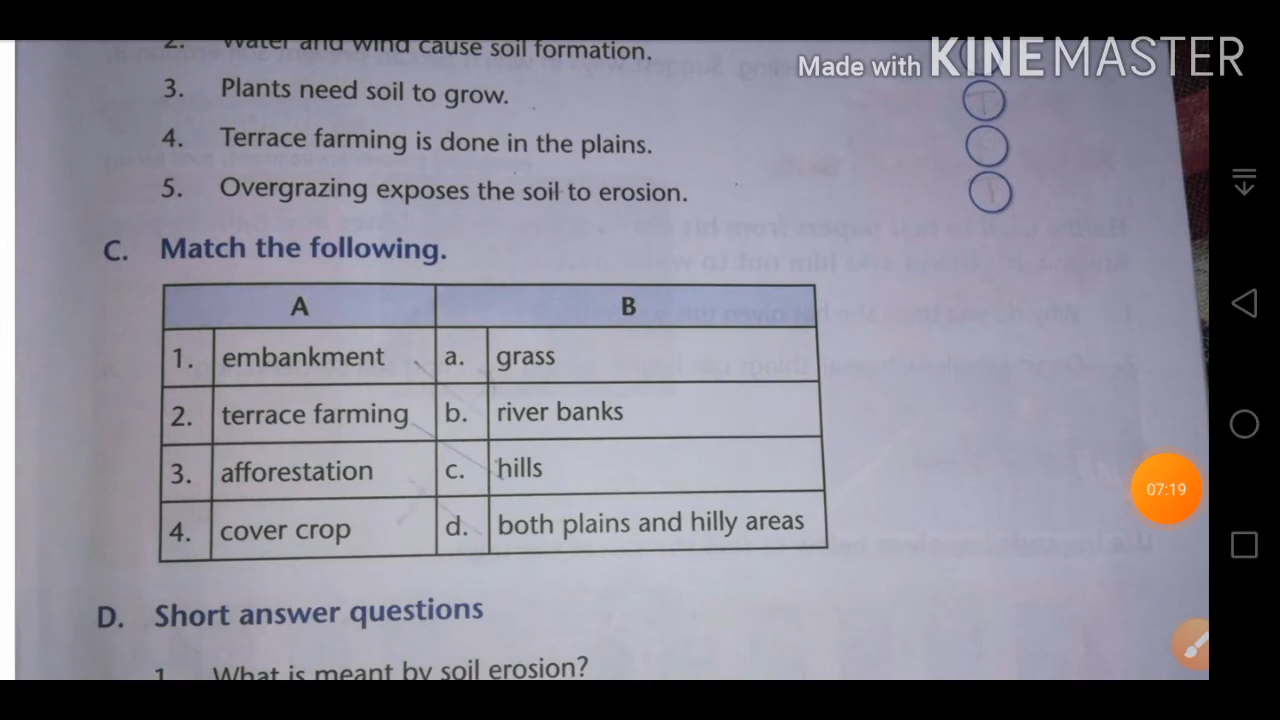 2. Water and wind cause soil formation.
Made with KINEMASTER
3. Plants need soil to grow.
T
4. Terrace farming is done in the plains.
5. Overgrazing exposes the soil to erosion.
C. Match the following.
A B
1. embankment a. grass
2. terrace farming b. river banks
3. afforestation c. hills
4. cover crop d. both plains and hilly areas
07:19
D. Short answer questions
1. What is meant by soil erosion?